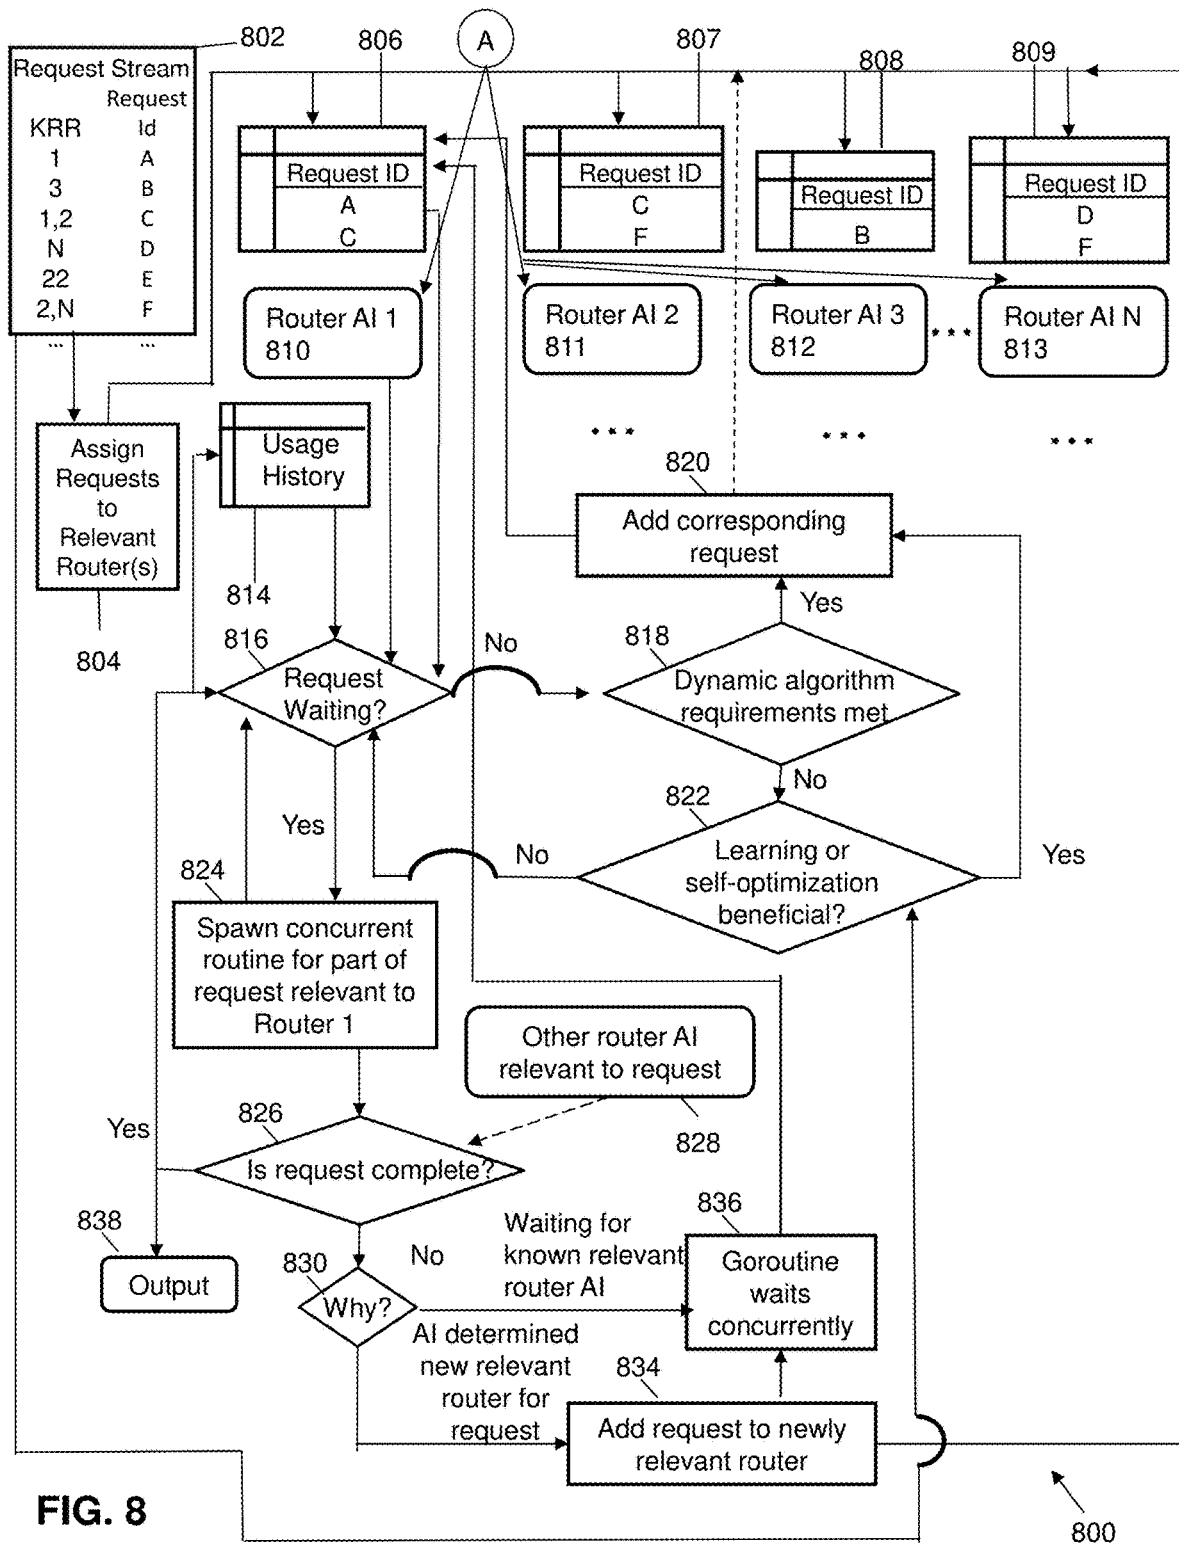 802
806
A
807
808
809
Request Stream
Request
KRR Id
1 A
3 B
1,2 C
N D
22 E
2,N F
... ...
Request ID
A
C
Request ID
C
F
Request ID
B
Request ID
D
F
Router AI 1
810
Router AI 2
811
Router AI 3
812
Router AI N
813
Assign
Requests
to
Relevant
Router(s)
804
Usage
History
814
820
Add corresponding
request
Yes
816
Request
Waiting?
No
818
Dynamic algorithm
requirements met
No
822
Learning or
self-optimization
beneficial?
Yes
No
Yes
824
Spawn concurrent
routine for part of
request relevant to
Router 1
Other router AI
relevant to request
828
826
Is request complete?
Yes
838
Output
No
830
Why?
Waiting for
known relevant
router AI
836
Goroutine
waits
concurrently
AI determined
new relevant
router for
request
834
Add request to newly
relevant router
FIG. 8
800